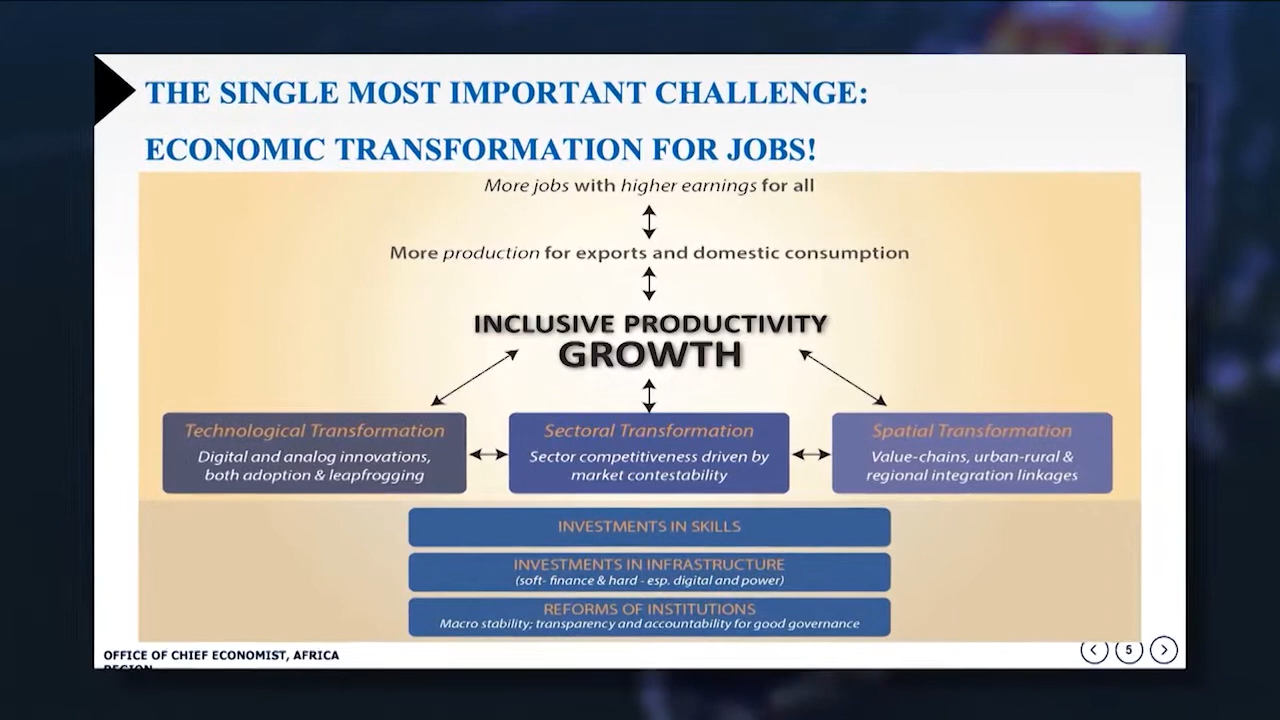 THE SINGLE MOST IMPORTANT CHALLENGE:
ECONOMIC TRANSFORMATION FOR JOBS!
More jobs with higher earnings for all
More production for exports and domestic consumption
INCLUSIVE PRODUCTIVITY
GROWTH
Technological Transformation
Digital and analog innovations,
both adoption & leapfrogging
Sectoral Transformation
Sector competitiveness driven by
market contestability
Spatial Transformation
Value-chains, urban-rural &
regional integration linkages
INVESTMENTS IN SKILLS
INVESTMENTS IN INFRASTRUCTURE
(soft- finance & hard - esp. digital and power)
REFORMS OF INSTITUTIONS
Macro stability; transparency and accountability for good governance
OFFICE OF CHIEF ECONOMIST, AFRICA
REGION
5